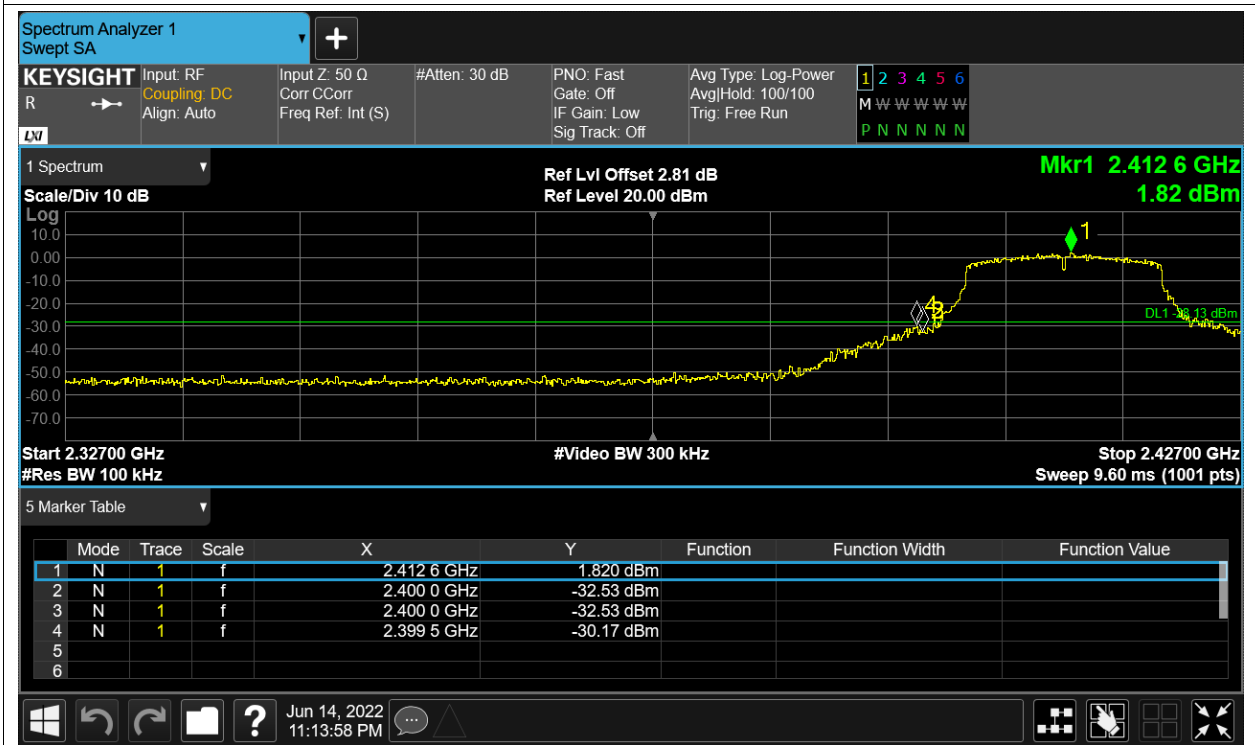 Spectrum Analyzer 1
Swept SA
+
KEYSIGHT
R
LXI
Input: RF
Coupling: DC
Align: Auto
Input Z: 50 Ω
Corr CCorr
Freq Ref: Int (S)
#Atten: 30 dB
PNO: Fast
Gate: Off
IF Gain: Low
Sig Track: Off
Avg Type: Log-Power
Avg|Hold: 100/100
Trig: Free Run
1 2 3 4 5 6
M W W W W W
P N N N N N
1 Spectrum
Scale/Div 10 dB
Ref Lvl Offset 2.81 dB
Ref Level 20.00 dBm
Mkr1 2.412 6 GHz
1.82 dBm
Log
10.0
0.00
-10.0
-20.0
-30.0
-40.0
-50.0
-60.0
-70.0
1
4
DL1 -28.13 dBm
Start 2.32700 GHz
#Video BW 300 kHz
Stop 2.42700 GHz
#Res BW 100 kHz
Sweep 9.60 ms (1001 pts)
5 Marker Table
Mode Trace Scale X Y Function Function Width Function Value
1 N 1 f 2.412 6 GHz 1.820 dBm
2 N 1 f 2.400 0 GHz -32.53 dBm
3 N 1 f 2.400 0 GHz -32.53 dBm
4 N 1 f 2.399 5 GHz -30.17 dBm
5
6
?
Jun 14, 2022
11:13:58 PM